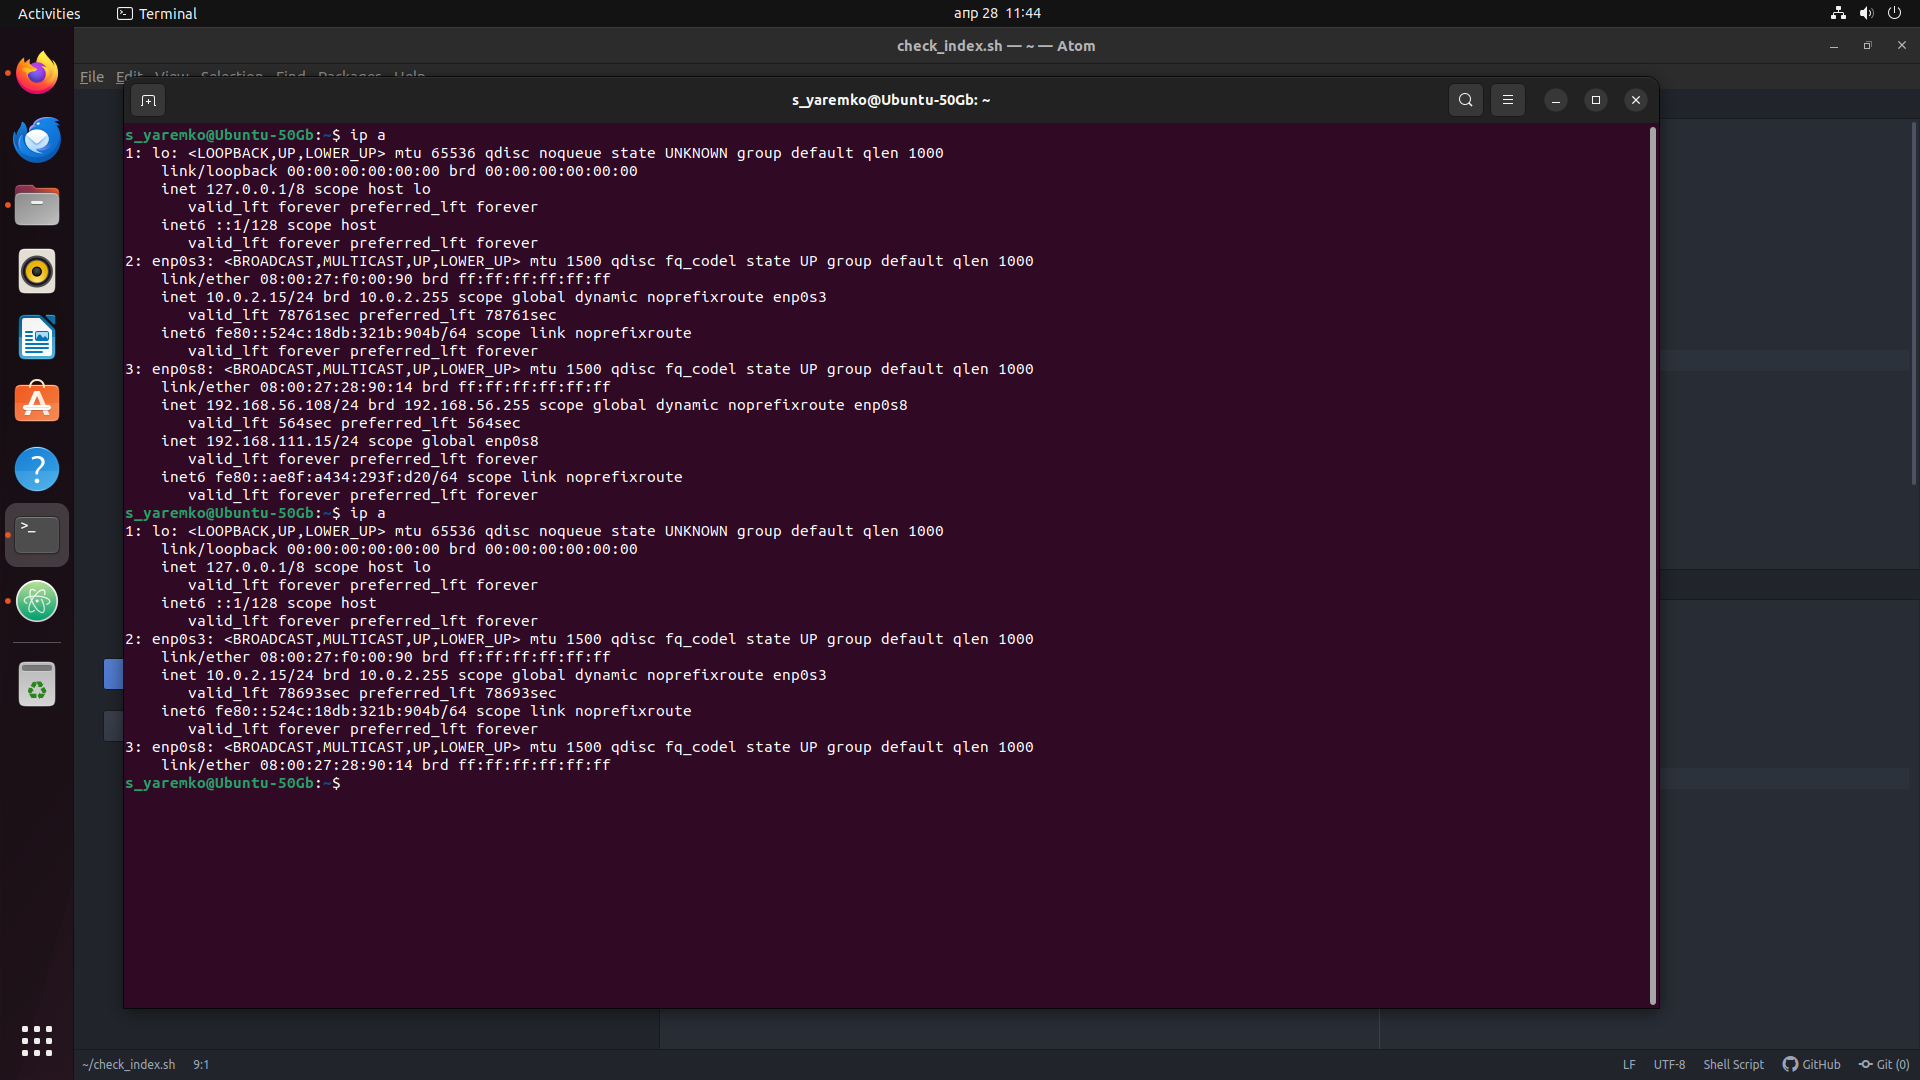 Activities
Terminal
апр 28 11:44
check_index.sh — ~ — Atom
File Edit View Selection Find Packages Help
s_yaremko@Ubuntu-50Gb: ~
s_yaremko@Ubuntu-50Gb:~$ ip a
1: lo: <LOOPBACK,UP,LOWER_UP> mtu 65536 qdisc noqueue state UNKNOWN group default qlen 1000
    link/loopback 00:00:00:00:00:00 brd 00:00:00:00:00:00
    inet 127.0.0.1/8 scope host lo
       valid_lft forever preferred_lft forever
    inet6 ::1/128 scope host
       valid_lft forever preferred_lft forever
2: enp0s3: <BROADCAST,MULTICAST,UP,LOWER_UP> mtu 1500 qdisc fq_codel state UP group default qlen 1000
    link/ether 08:00:27:f0:00:90 brd ff:ff:ff:ff:ff:ff
    inet 10.0.2.15/24 brd 10.0.2.255 scope global dynamic noprefixroute enp0s3
       valid_lft 78761sec preferred_lft 78761sec
    inet6 fe80::524c:18db:321b:904b/64 scope link noprefixroute
       valid_lft forever preferred_lft forever
3: enp0s8: <BROADCAST,MULTICAST,UP,LOWER_UP> mtu 1500 qdisc fq_codel state UP group default qlen 1000
    link/ether 08:00:27:28:90:14 brd ff:ff:ff:ff:ff:ff
    inet 192.168.56.108/24 brd 192.168.56.255 scope global dynamic noprefixroute enp0s8
       valid_lft 564sec preferred_lft 564sec
    inet 192.168.111.15/24 scope global enp0s8
       valid_lft forever preferred_lft forever
    inet6 fe80::ae8f:a434:293f:d20/64 scope link noprefixroute
       valid_lft forever preferred_lft forever
s_yaremko@Ubuntu-50Gb:~$ ip a
1: lo: <LOOPBACK,UP,LOWER_UP> mtu 65536 qdisc noqueue state UNKNOWN group default qlen 1000
    link/loopback 00:00:00:00:00:00 brd 00:00:00:00:00:00
    inet 127.0.0.1/8 scope host lo
       valid_lft forever preferred_lft forever
    inet6 ::1/128 scope host
       valid_lft forever preferred_lft forever
2: enp0s3: <BROADCAST,MULTICAST,UP,LOWER_UP> mtu 1500 qdisc fq_codel state UP group default qlen 1000
    link/ether 08:00:27:f0:00:90 brd ff:ff:ff:ff:ff:ff
    inet 10.0.2.15/24 brd 10.0.2.255 scope global dynamic noprefixroute enp0s3
       valid_lft 78693sec preferred_lft 78693sec
    inet6 fe80::524c:18db:321b:904b/64 scope link noprefixroute
       valid_lft forever preferred_lft forever
3: enp0s8: <BROADCAST,MULTICAST,UP,LOWER_UP> mtu 1500 qdisc fq_codel state UP group default qlen 1000
    link/ether 08:00:27:28:90:14 brd ff:ff:ff:ff:ff:ff
s_yaremko@Ubuntu-50Gb:~$
~/check_index.sh 9:1
LF UTF-8 Shell Script GitHub Git (0)